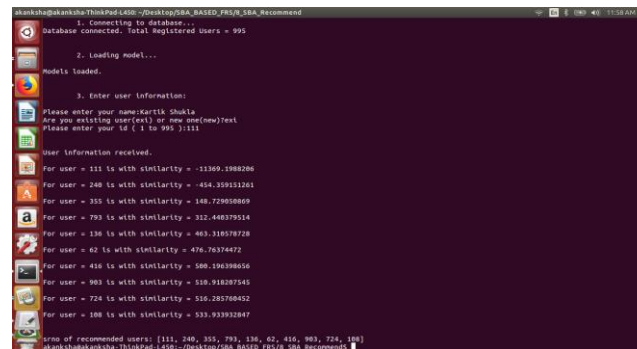 akanksha@akanksha-ThinkPad-L450: ~/Desktop/SBA_BASED_FRS/8_SBA_Recommend
En
11:58 AM
1. Connecting to database...
Database connected. Total Registered Users = 995
2. Loading model...
Models loaded.
3. Enter user information:
Please enter your name:Kartik Shukla
Are you existing user(exi) or new one(new)?exi
Please enter your id ( 1 to 995 ):111
User information received.
For user = 111 is with similarity = -11369.1988206
For user = 240 is with similarity = -454.359151261
For user = 355 is with similarity = 148.729050869
For user = 793 is with similarity = 312.440379514
For user = 136 is with similarity = 463.310570728
For user = 62 is with similarity = 476.76374472
For user = 416 is with similarity = 500.196398656
For user = 903 is with similarity = 510.918207545
For user = 724 is with similarity = 516.285760452
For user = 108 is with similarity = 533.933932847
srno of recommended users: [111, 240, 355, 793, 136, 62, 416, 903, 724, 108]
akanksha@akanksha-ThinkPad-L450:~/Desktop/SBA_BASED_FRS/8_SBA_Recommend$